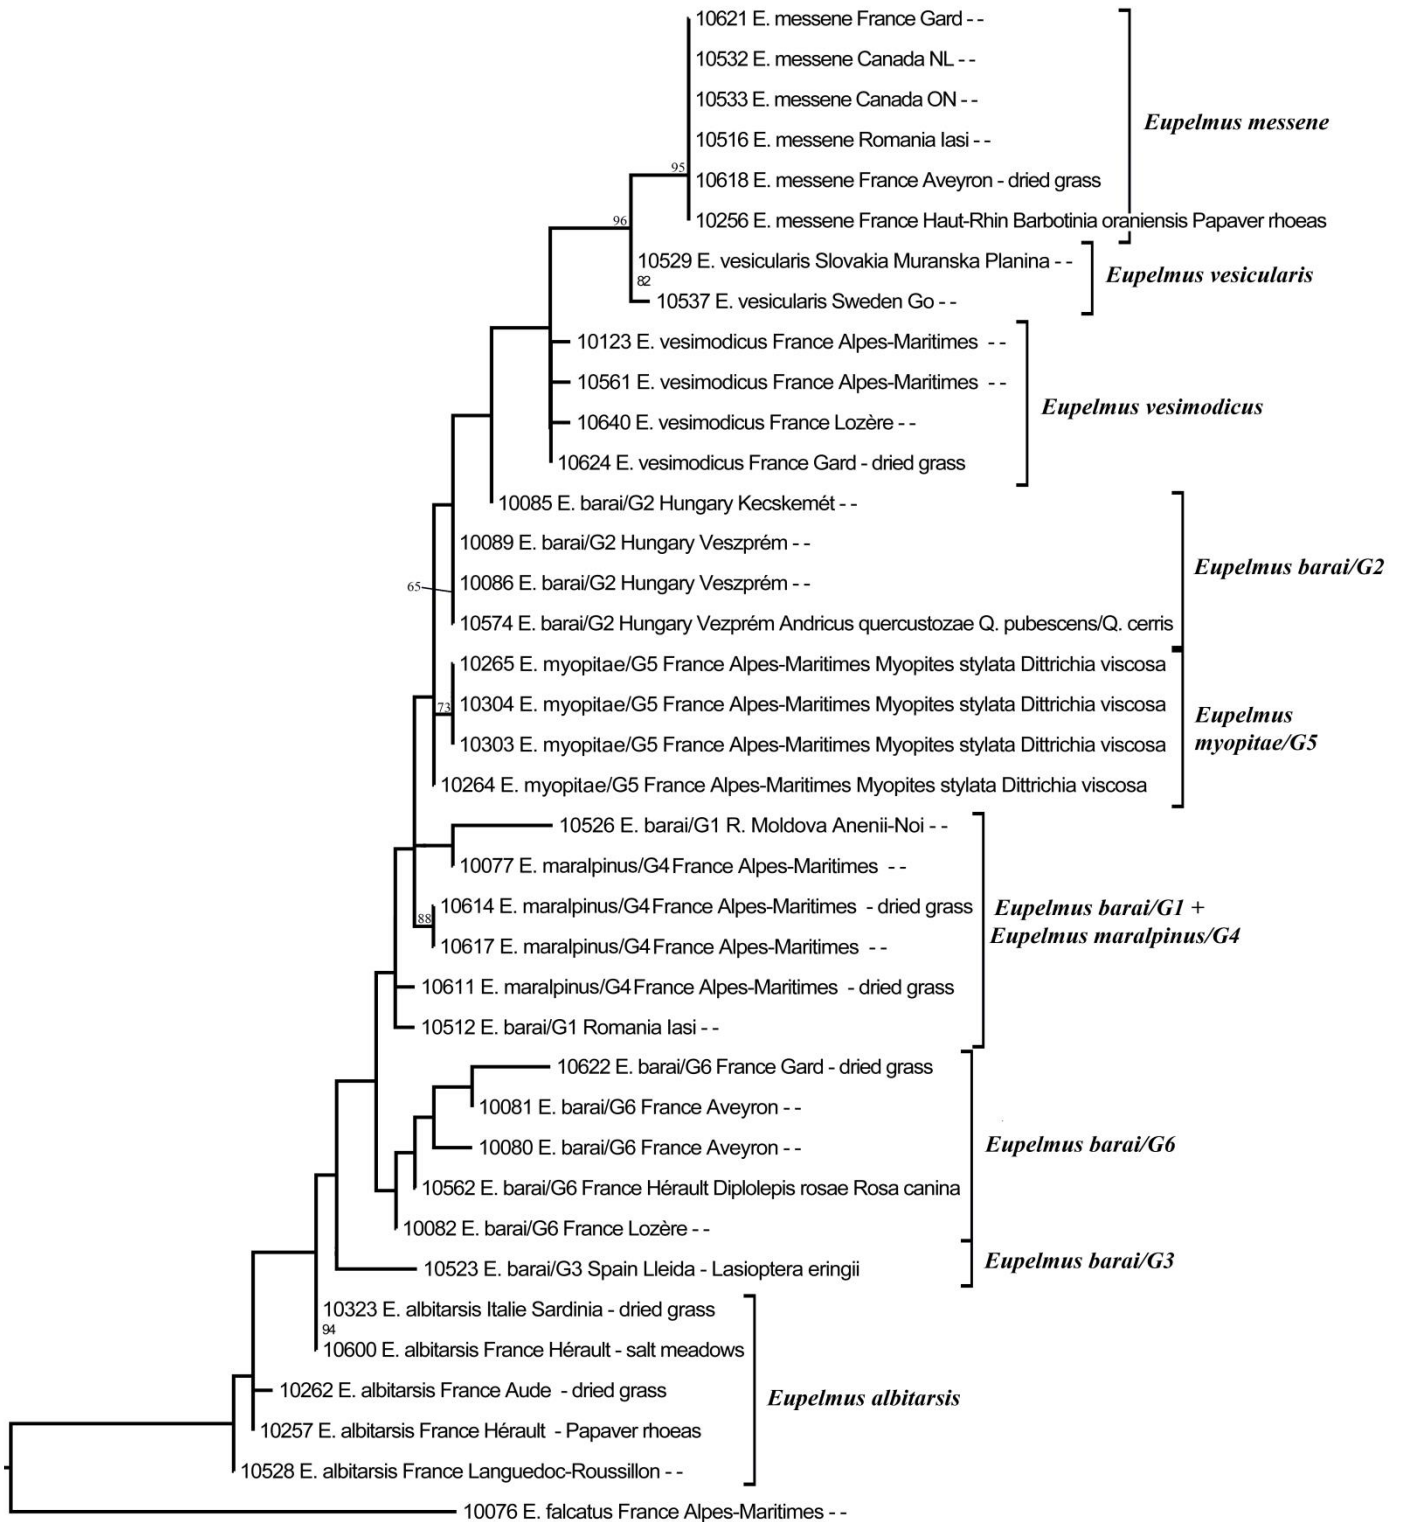 10621 E. messene France Gard - -
10532 E. messene Canada NL - -
10533 E. messene Canada ON - -
Eupelmus messene
10516 E. messene Romania Iasi - -
95
10618 E. messene France Aveyron - dried grass
96
10256 E. messene France Haut-Rhin Barbotinia oraniensis Papaver rhoeas
10529 E. vesicularis Slovakia Muranska Planina - -
Eupelmus vesicularis
82
10537 E. vesicularis Sweden Go - -
10123 E. vesimodicus France Alpes-Maritimes - -
10561 E. vesimodicus France Alpes-Maritimes - -
Eupelmus vesimodicus
10640 E. vesimodicus France Lozère - -
10624 E. vesimodicus France Gard - dried grass
10085 E. barai/G2 Hungary Kecskemét - -
10089 E. barai/G2 Hungary Veszprém - -
Eupelmus barai/G2
65
10086 E. barai/G2 Hungary Veszprém - -
10574 E. barai/G2 Hungary Vezprém Andricus quercustozae Q. pubescens/Q. cerris
10265 E. myopitae/G5 France Alpes-Maritimes Myopites stylata Dittrichia viscosa
73
10304 E. myopitae/G5 France Alpes-Maritimes Myopites stylata Dittrichia viscosa
Eupelmus
myopitae/G5
10303 E. myopitae/G5 France Alpes-Maritimes Myopites stylata Dittrichia viscosa
10264 E. myopitae/G5 France Alpes-Maritimes Myopites stylata Dittrichia viscosa
10526 E. barai/G1 R. Moldova Anenii-Noi - -
10077 E. maralpinus/G4 France Alpes-Maritimes - -
88
10614 E. maralpinus/G4 France Alpes-Maritimes - dried grass
Eupelmus barai/G1 +
Eupelmus maralpinus/G4
10617 E. maralpinus/G4 France Alpes-Maritimes - -
10611 E. maralpinus/G4 France Alpes-Maritimes - dried grass
10512 E. barai/G1 Romania Iasi - -
10622 E. barai/G6 France Gard - dried grass
10081 E. barai/G6 France Aveyron - -
10080 E. barai/G6 France Aveyron - -
Eupelmus barai/G6
10562 E. barai/G6 France Hérault Diplolepis rosae Rosa canina
10082 E. barai/G6 France Lozère - -
Eupelmus barai/G3
10523 E. barai/G3 Spain Lleida - Lasioptera eringii
10323 E. albitarsis Italie Sardinia - dried grass
94
10600 E. albitarsis France Hérault - salt meadows
10262 E. albitarsis France Aude - dried grass
Eupelmus albitarsis
10257 E. albitarsis France Hérault - Papaver rhoeas
10528 E. albitarsis France Languedoc-Roussillon - -
10076 E. falcatus France Alpes-Maritimes - -